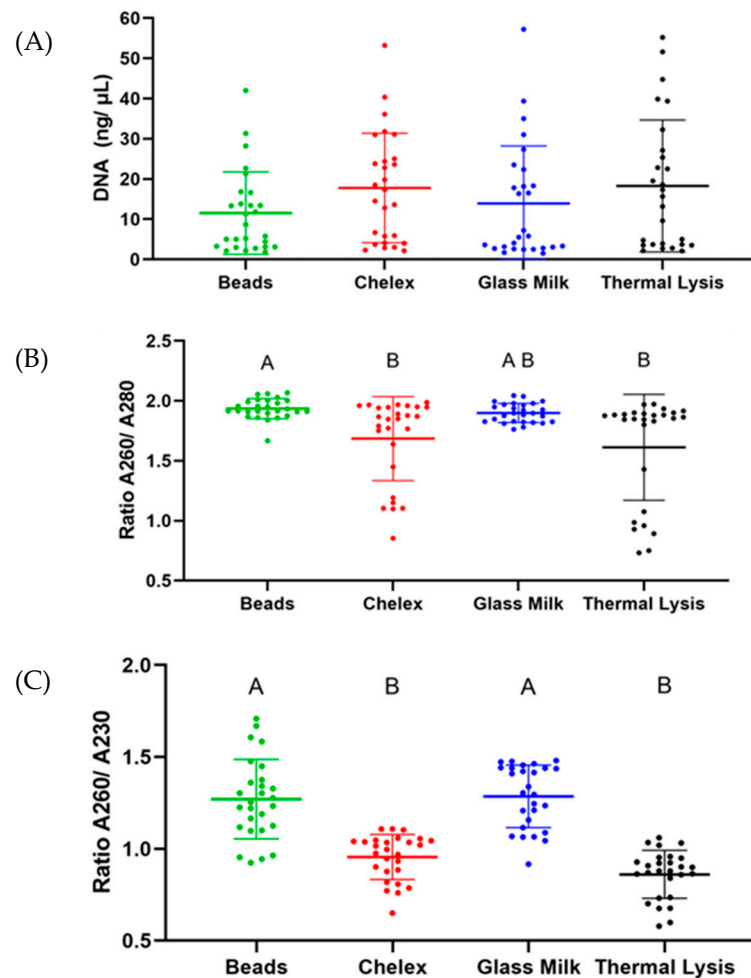 (A)
DNA (ng/ µL)
60
50
40
30
20
10
0
Beads Chelex Glass Milk Thermal Lysis
(B)
Ratio A260/ A280
2.5
2.0
1.5
1.0
0.5
A B A B B
Beads Chelex Glass Milk Thermal Lysis
(C)
Ratio A260/ A230
2.0
1.5
1.0
0.5
A B A B
Beads Chelex Glass Milk Thermal Lysis